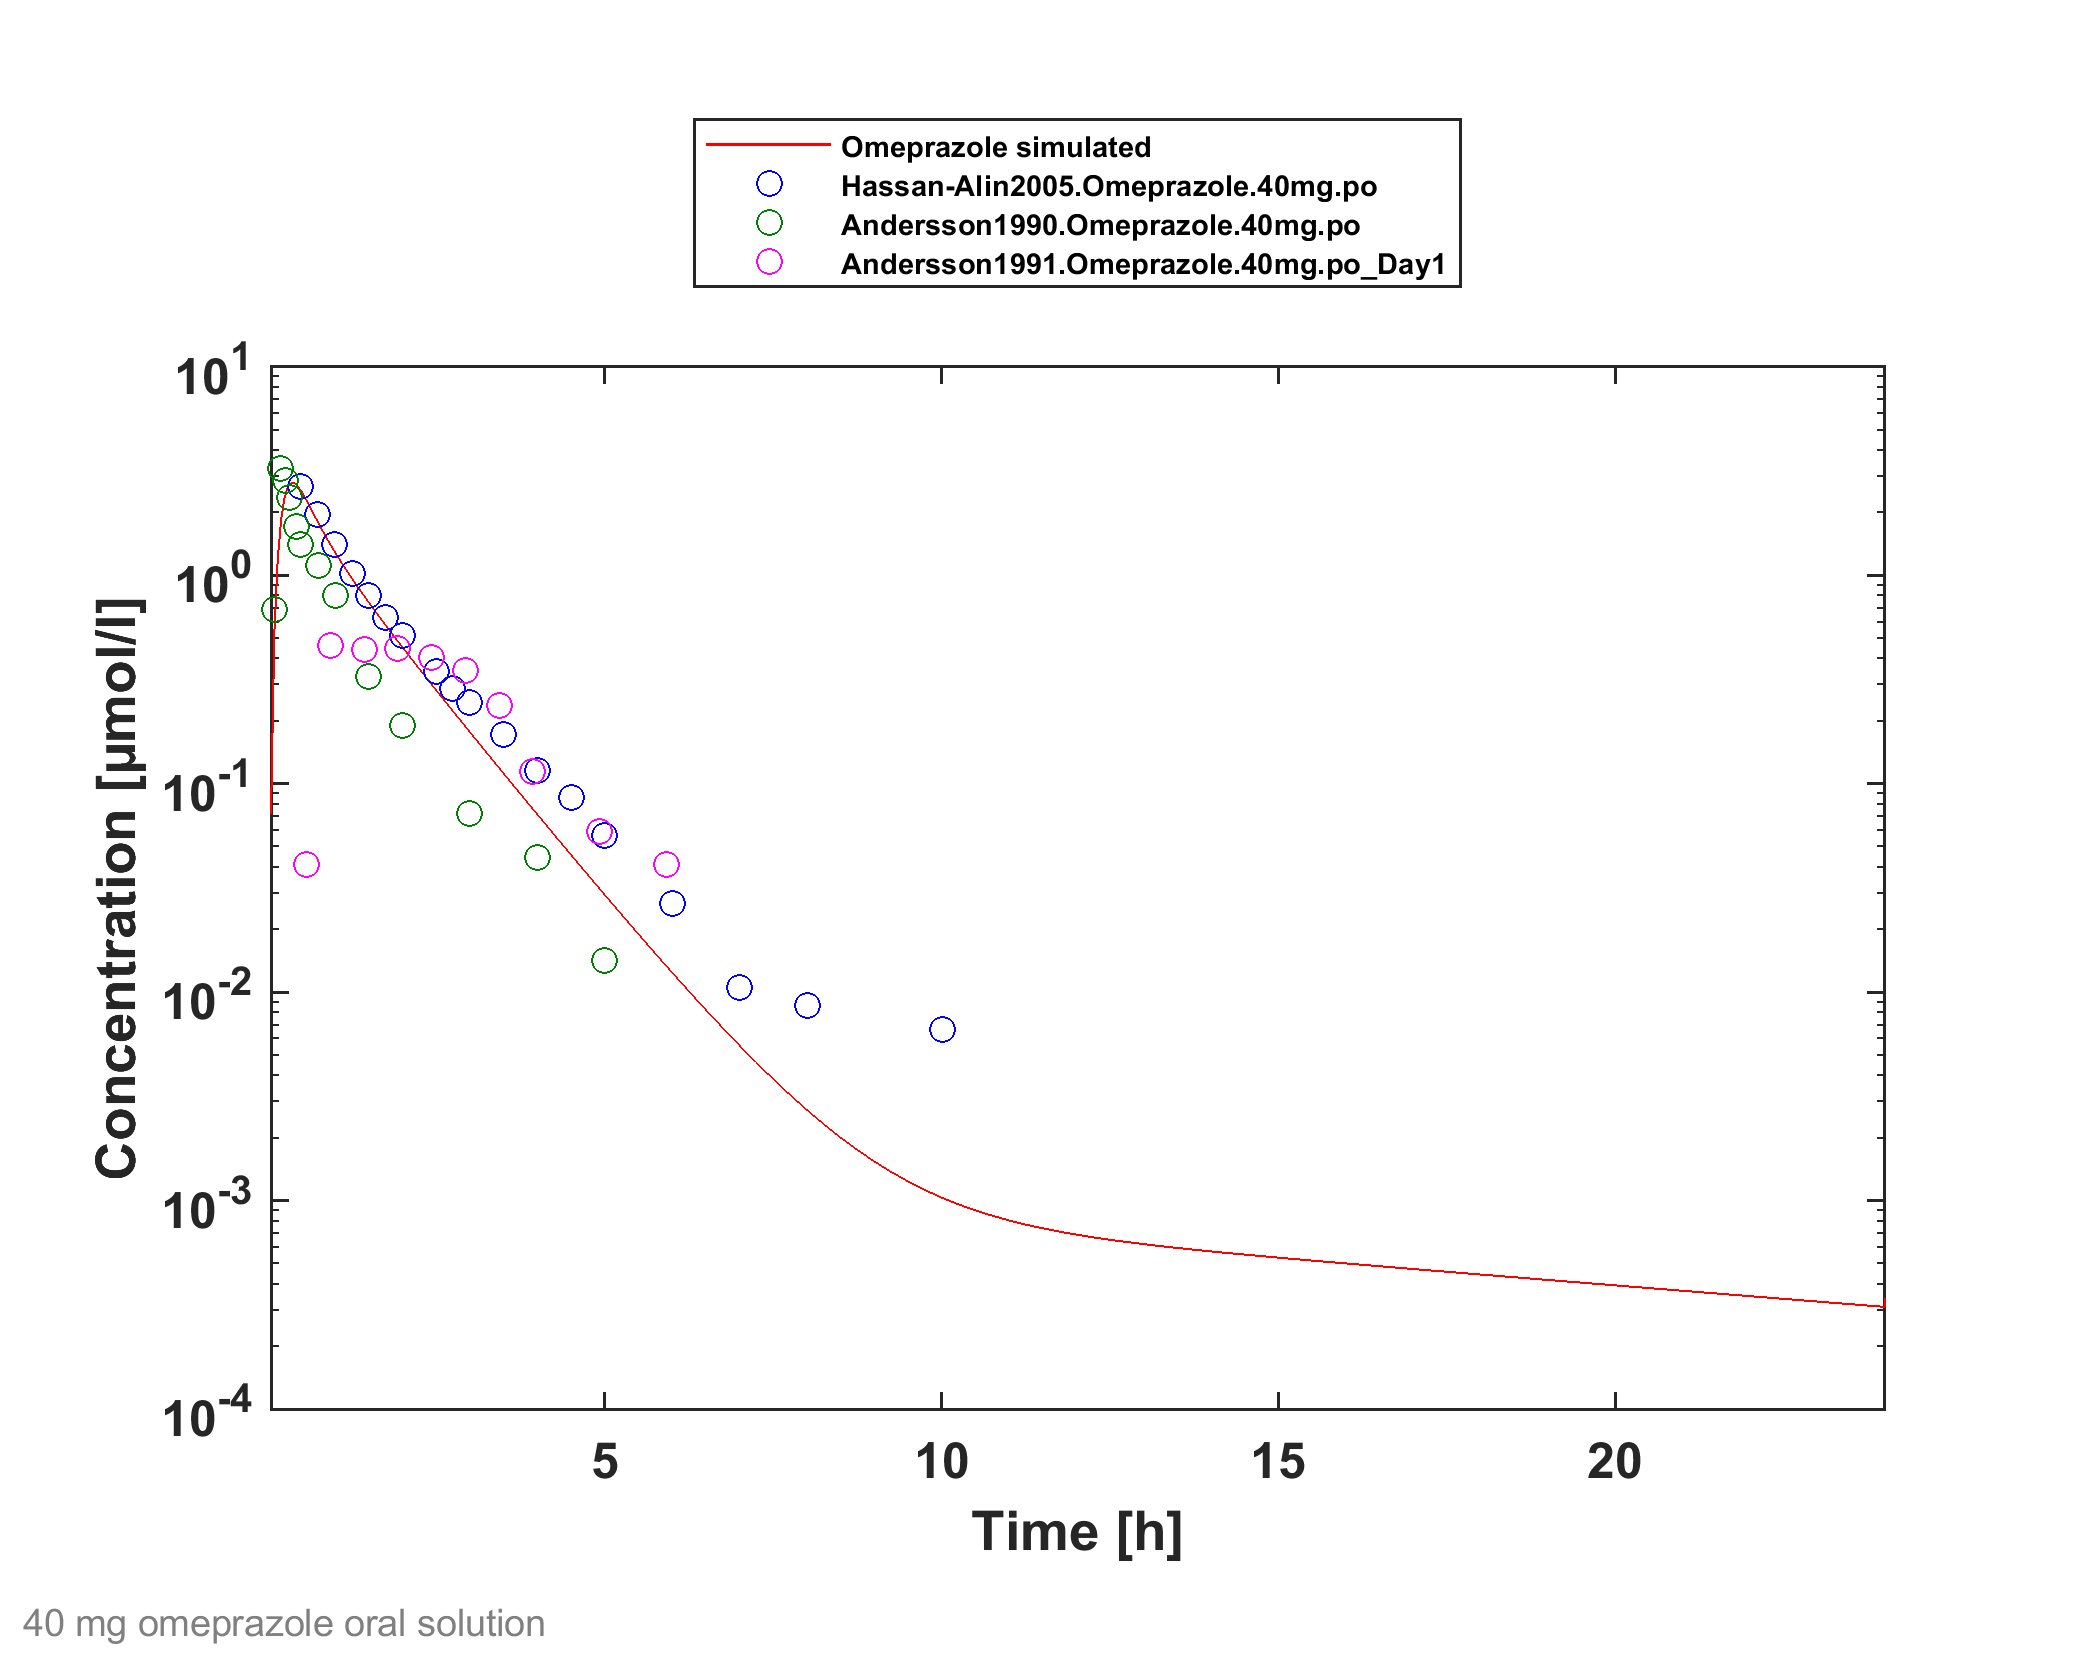 Omeprazole simulated
Hassan-Alin2005.Omeprazole.40mg.po
Andersson1990.Omeprazole.40mg.po
Andersson1991.Omeprazole.40mg.po_Day1
10^1
10^0
10^-1
10^-2
10^-3
10^-4
Concentration [µmol/l]
5 10 15 20
Time [h]
40 mg omeprazole oral solution